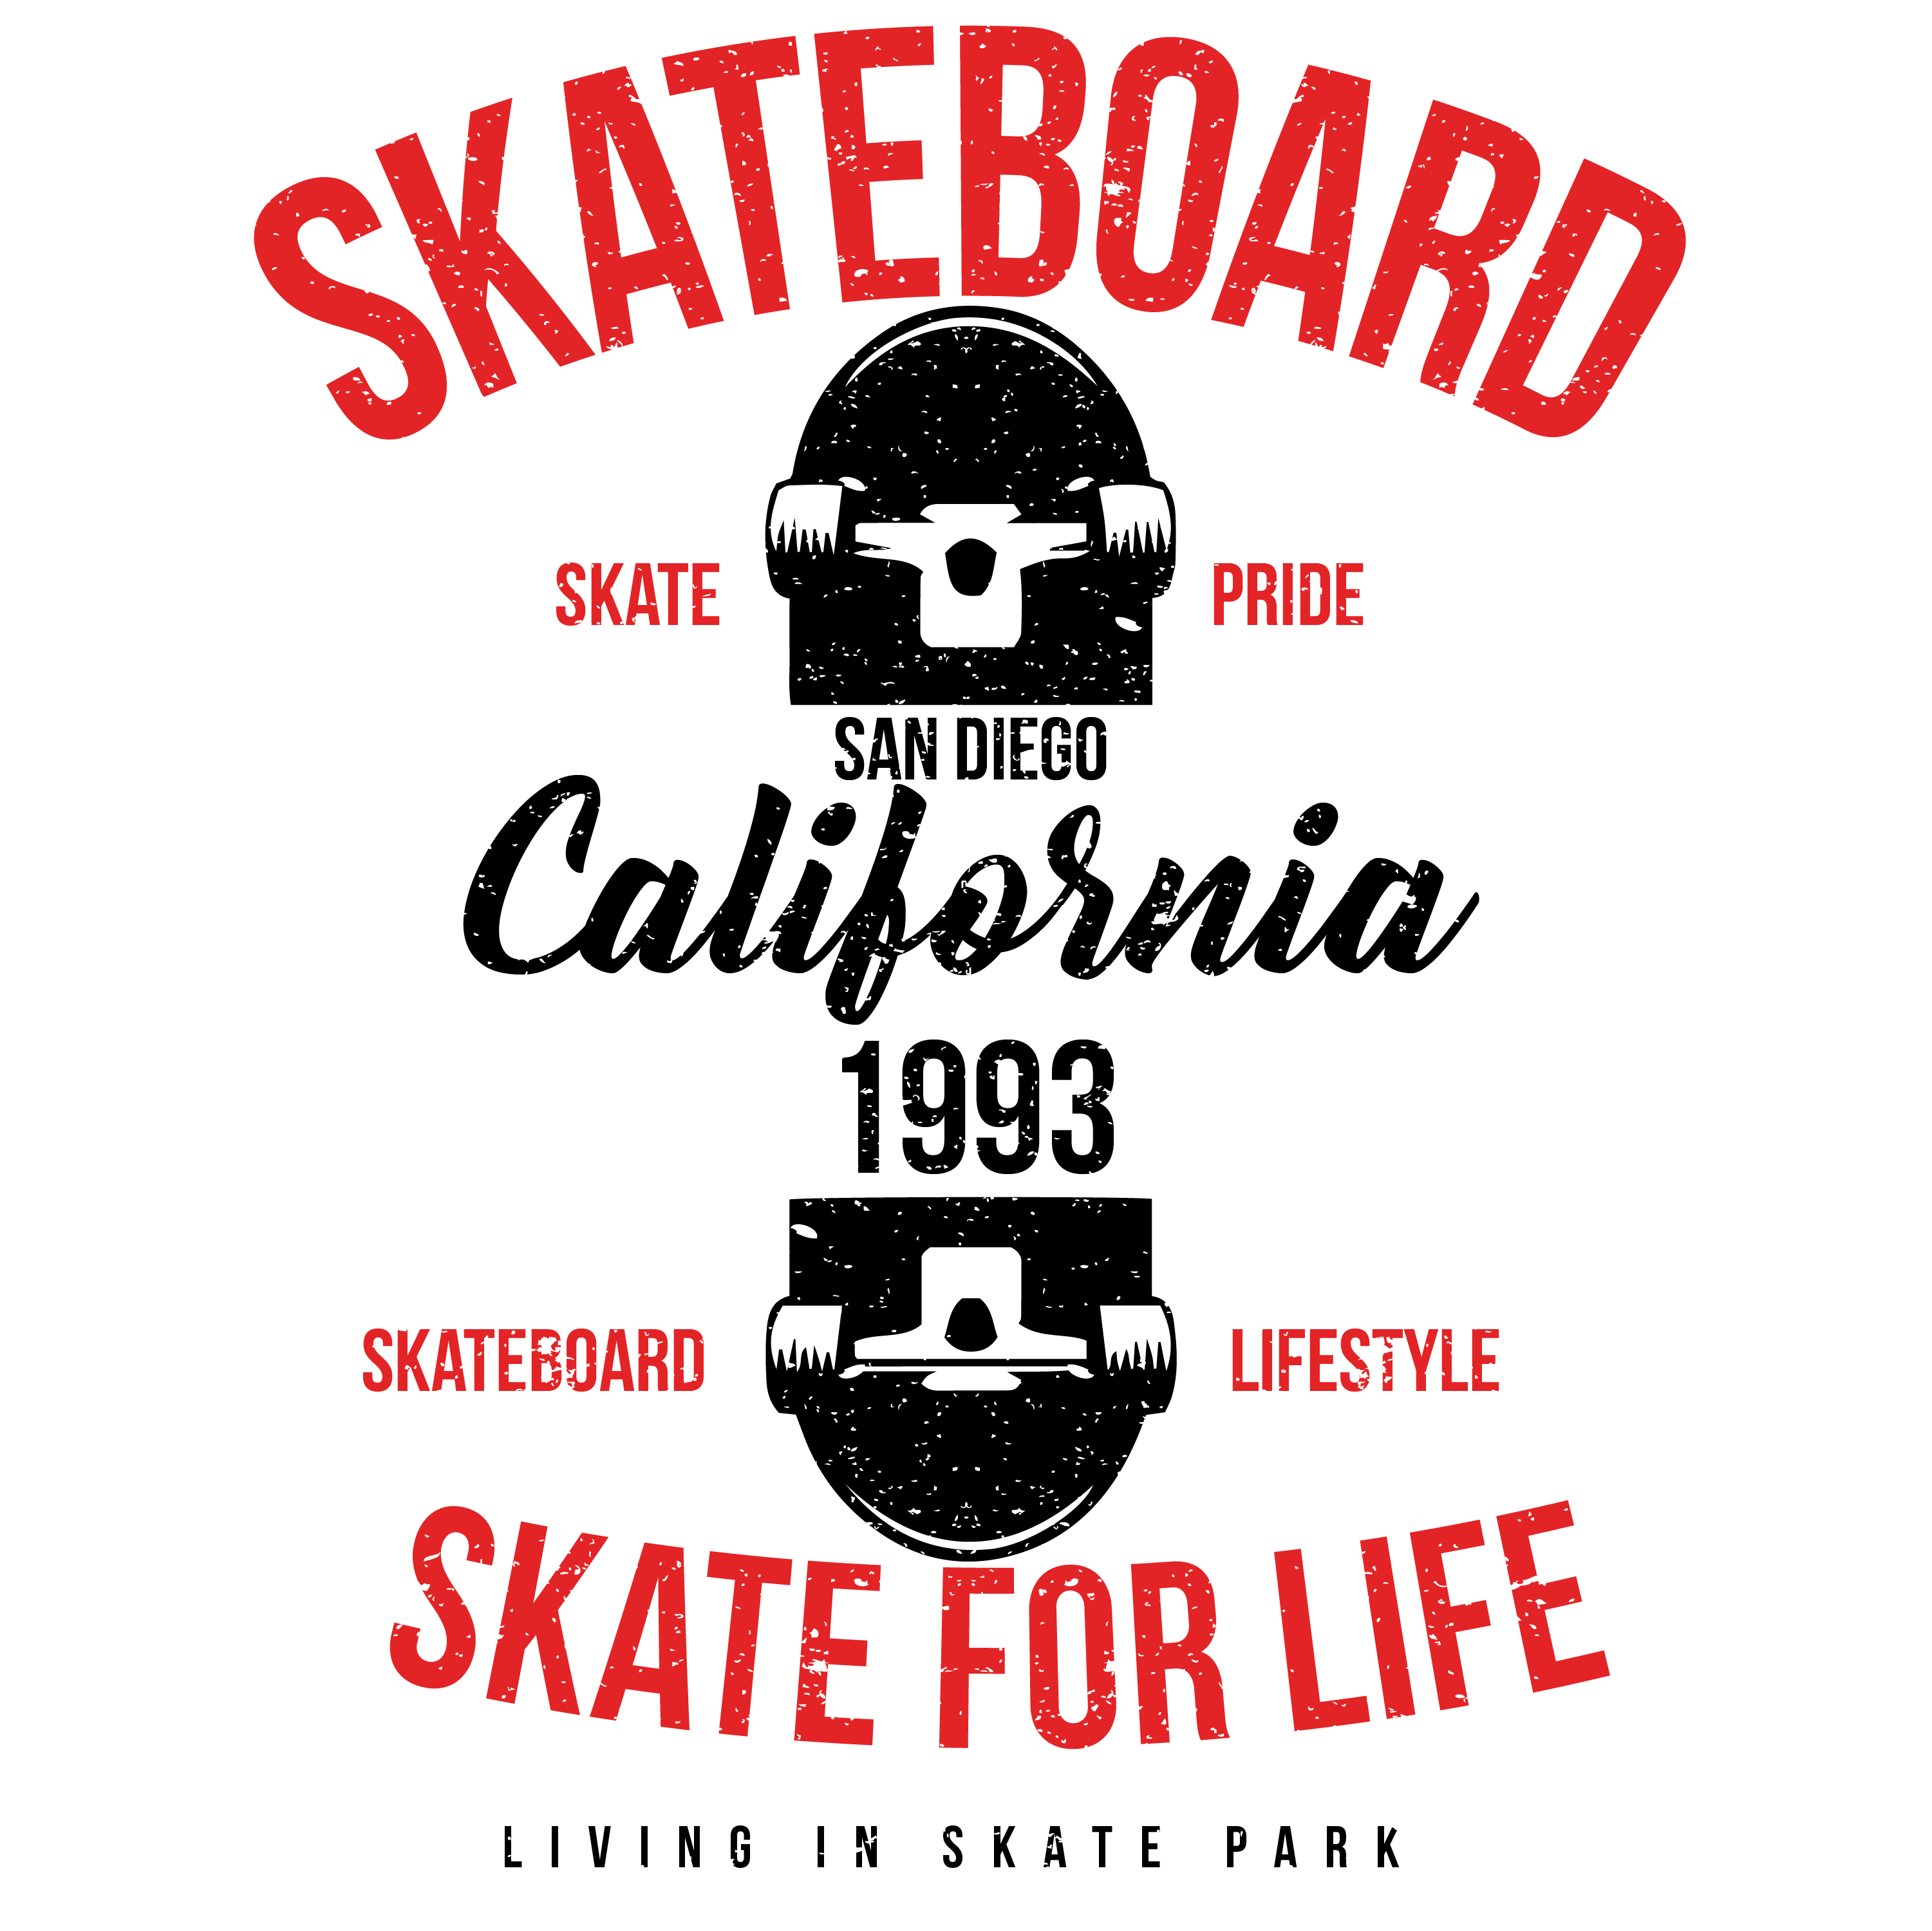 SKATEBOARD
SKATE PRIDE
SAN DIEGO
California
1993
SKATEBOARD LIFESTYLE
SKATE FOR LIFE
LIVING IN SKATE PARK